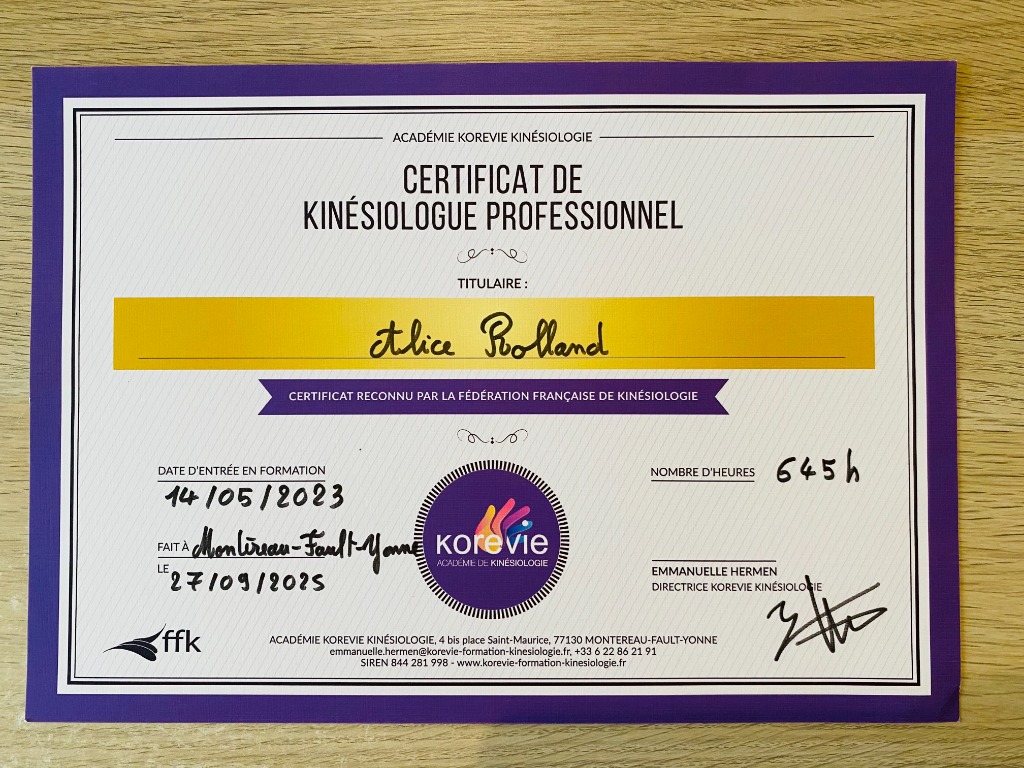 ACADÉMIE KOREVIE KINÉSIOLOGIE
CERTIFICAT DE
KINÉSIOLOGUE PROFESSIONNEL
TITULAIRE :
Alice Rolland
CERTIFICAT RECONNU PAR LA FÉDÉRATION FRANÇAISE DE KINÉSIOLOGIE
DATE D'ENTRÉE EN FORMATION
14/05/2023
NOMBRE D'HEURES 645h
FAIT À Montereau-Fault-Yonne
LE 27/09/2025
korevie
ACADÉMIE DE KINÉSIOLOGIE
EMMANUELLE HERMEN
DIRECTRICE KOREVIE KINÉSIOLOGIE
ffk
ACADÉMIE KOREVIE KINÉSIOLOGIE, 4 bis place Saint-Maurice, 77130 MONTEREAU-FAULT-YONNE
emmanuelle.hermen@korevie-formation-kinesiologie.fr, +33 6 22 86 21 91
SIREN 844 281 998 - www.korevie-formation-kinesiologie.fr